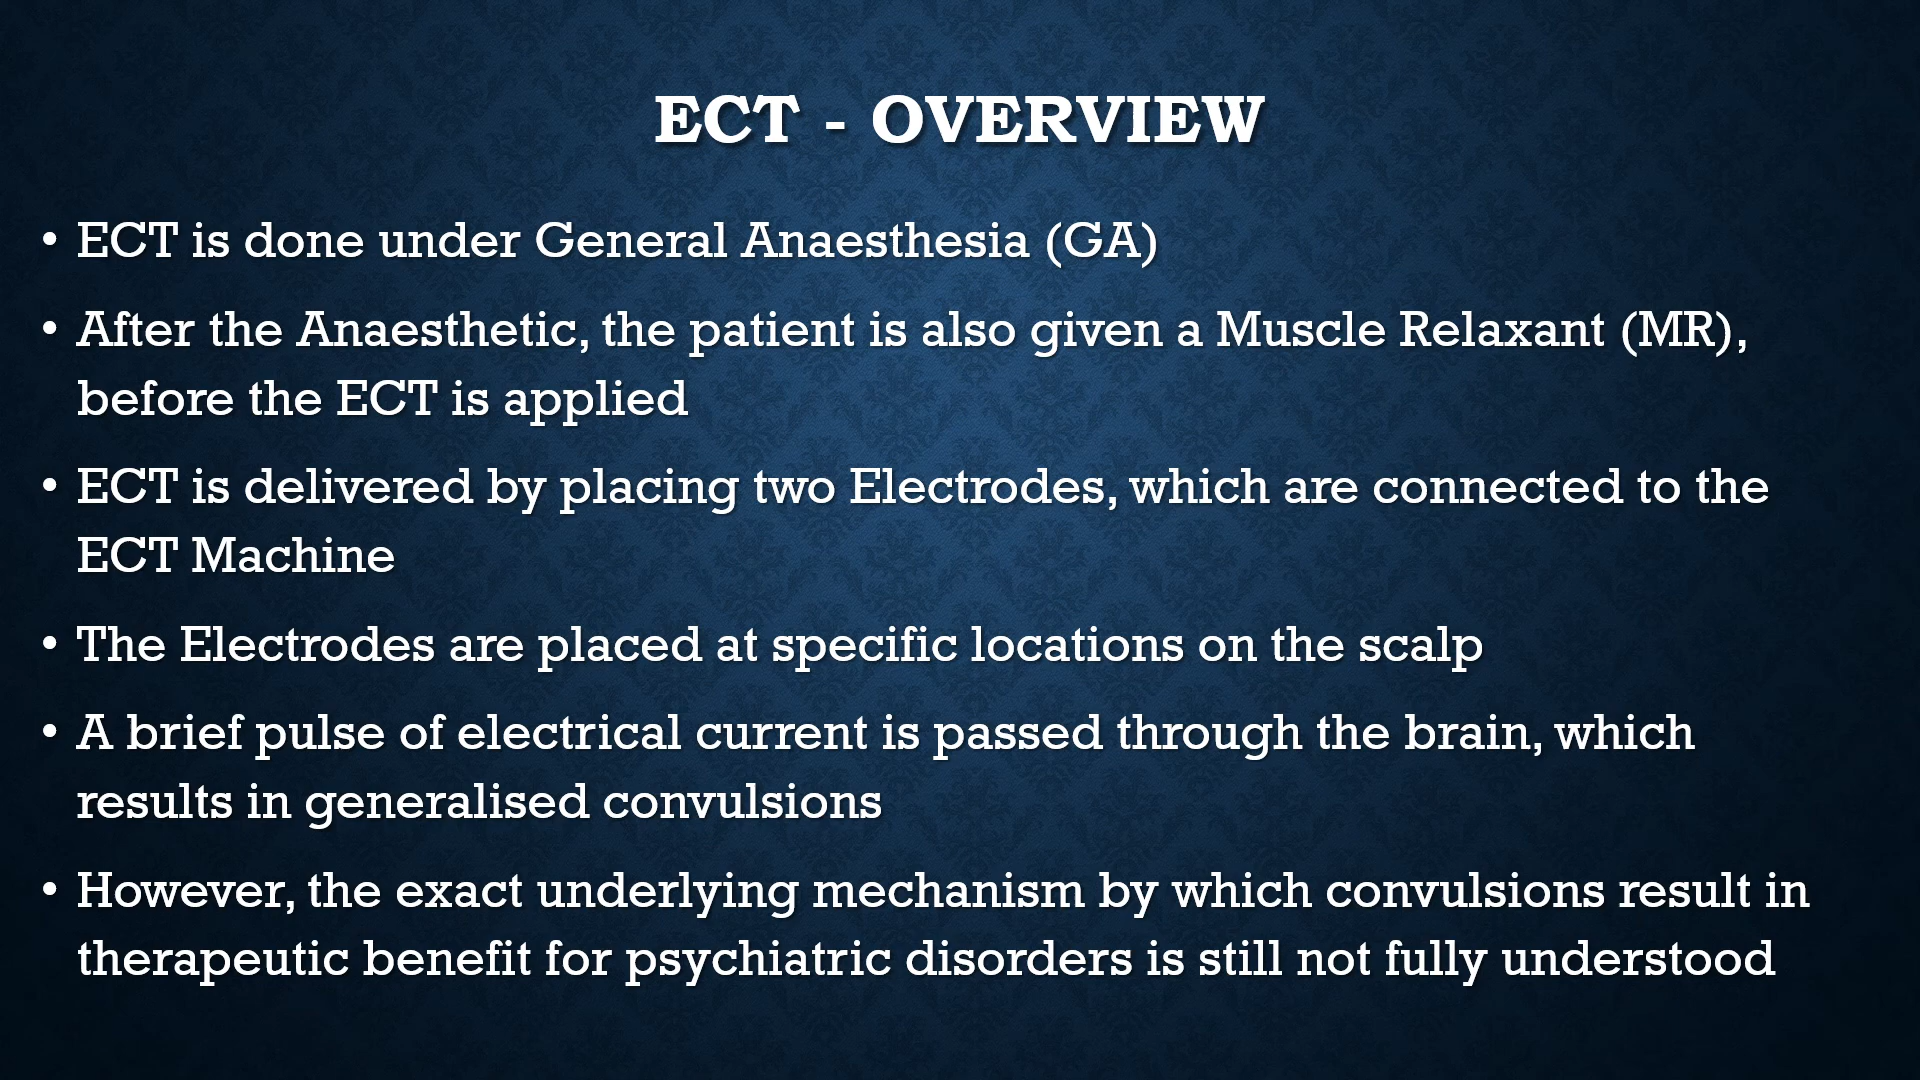 ECT - OVERVIEW
• ECT is done under General Anaesthesia (GA)
• After the Anaesthetic, the patient is also given a Muscle Relaxant (MR),
before the ECT is applied
• ECT is delivered by placing two Electrodes, which are connected to the
ECT Machine
• The Electrodes are placed at specific locations on the scalp
• A brief pulse of electrical current is passed through the brain, which
results in generalised convulsions
• However, the exact underlying mechanism by which convulsions result in
therapeutic benefit for psychiatric disorders is still not fully understood